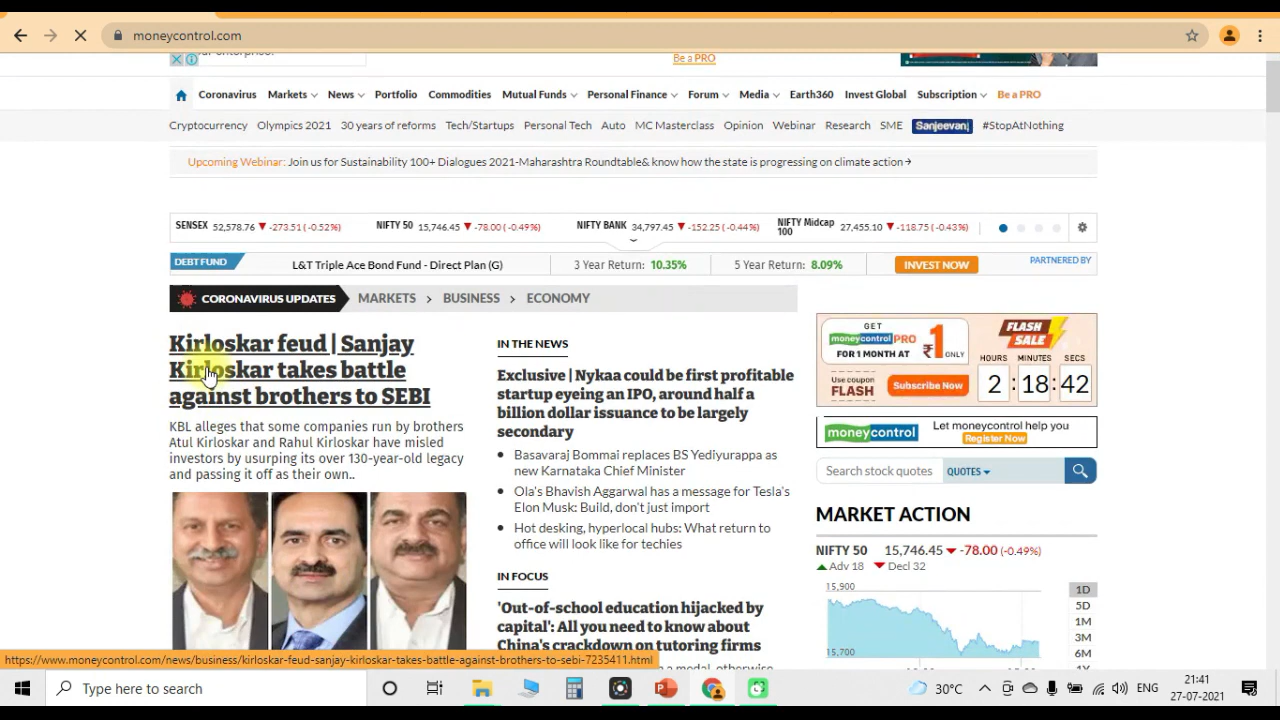 moneycontrol.com
Be a PRO
Coronavirus Markets News Portfolio Commodities Mutual Funds Personal Finance Forum Media Earth360 Invest Global Subscription Be a PRO
Cryptocurrency Olympics 2021 30 years of reforms Tech/Startups Personal Tech Auto MC Masterclass Opinion Webinar Research SME Sanjeevani #StopAtNothing
Upcoming Webinar: Join us for Sustainability 100+ Dialogues 2021-Maharashtra Roundtable& know how the state is progressing on climate action
SENSEX 52,578.76 -273.51 (-0.52%) NIFTY 50 15,746.45 -78.00 (-0.49%) NIFTY BANK 34,797.45 -152.25 (-0.44%) NIFTY Midcap 100 27,455.10 -118.75 (-0.43%)
DEBT FUND L&T Triple Ace Bond Fund - Direct Plan (G) 3 Year Return: 10.35% 5 Year Return: 8.09% INVEST NOW PARTNERED BY
CORONAVIRUS UPDATES MARKETS > BUSINESS > ECONOMY
Kirloskar feud | Sanjay
Kirloskar takes battle
against brothers to SEBI
KBL alleges that some companies run by brothers
Atul Kirloskar and Rahul Kirloskar have misled
investors by usurping its over 130-year-old legacy
and passing it off as their own..
IN THE NEWS
Exclusive | Nykaa could be first profitable
startup eyeing an IPO, around half a
billion dollar issuance to be largely
secondary
Basavaraj Bommai replaces BS Yediyurappa as
new Karnataka Chief Minister
Ola's Bhavish Aggarwal has a message for Tesla's
Elon Musk: Build, don't just import
Hot desking, hyperlocal hubs: What return to
office will look like for techies
IN FOCUS
'Out-of-school education hijacked by
capital': All you need to know about
China's crackdown on tutoring firms
GET
moneycontrol PRO
FOR 1 MONTH AT ₹1 ONLY
FLASH SALE
HOURS MINUTES SECS
2 : 18 : 42
Use coupon
FLASH
Subscribe Now
moneycontrol
Let moneycontrol help you
Register Now
Search stock quotes QUOTES
MARKET ACTION
NIFTY 50 15,746.45 -78.00 (-0.49%)
Adv 18 Decl 32
15,900
15,700
1D
5D
1M
3M
6M
1Y
https://www.moneycontrol.com/news/business/kirloskar-feud-sanjay-kirloskar-takes-battle-against-brothers-to-sebi-7235411.html
Type here to search
30°C
ENG
21:41
27-07-2021